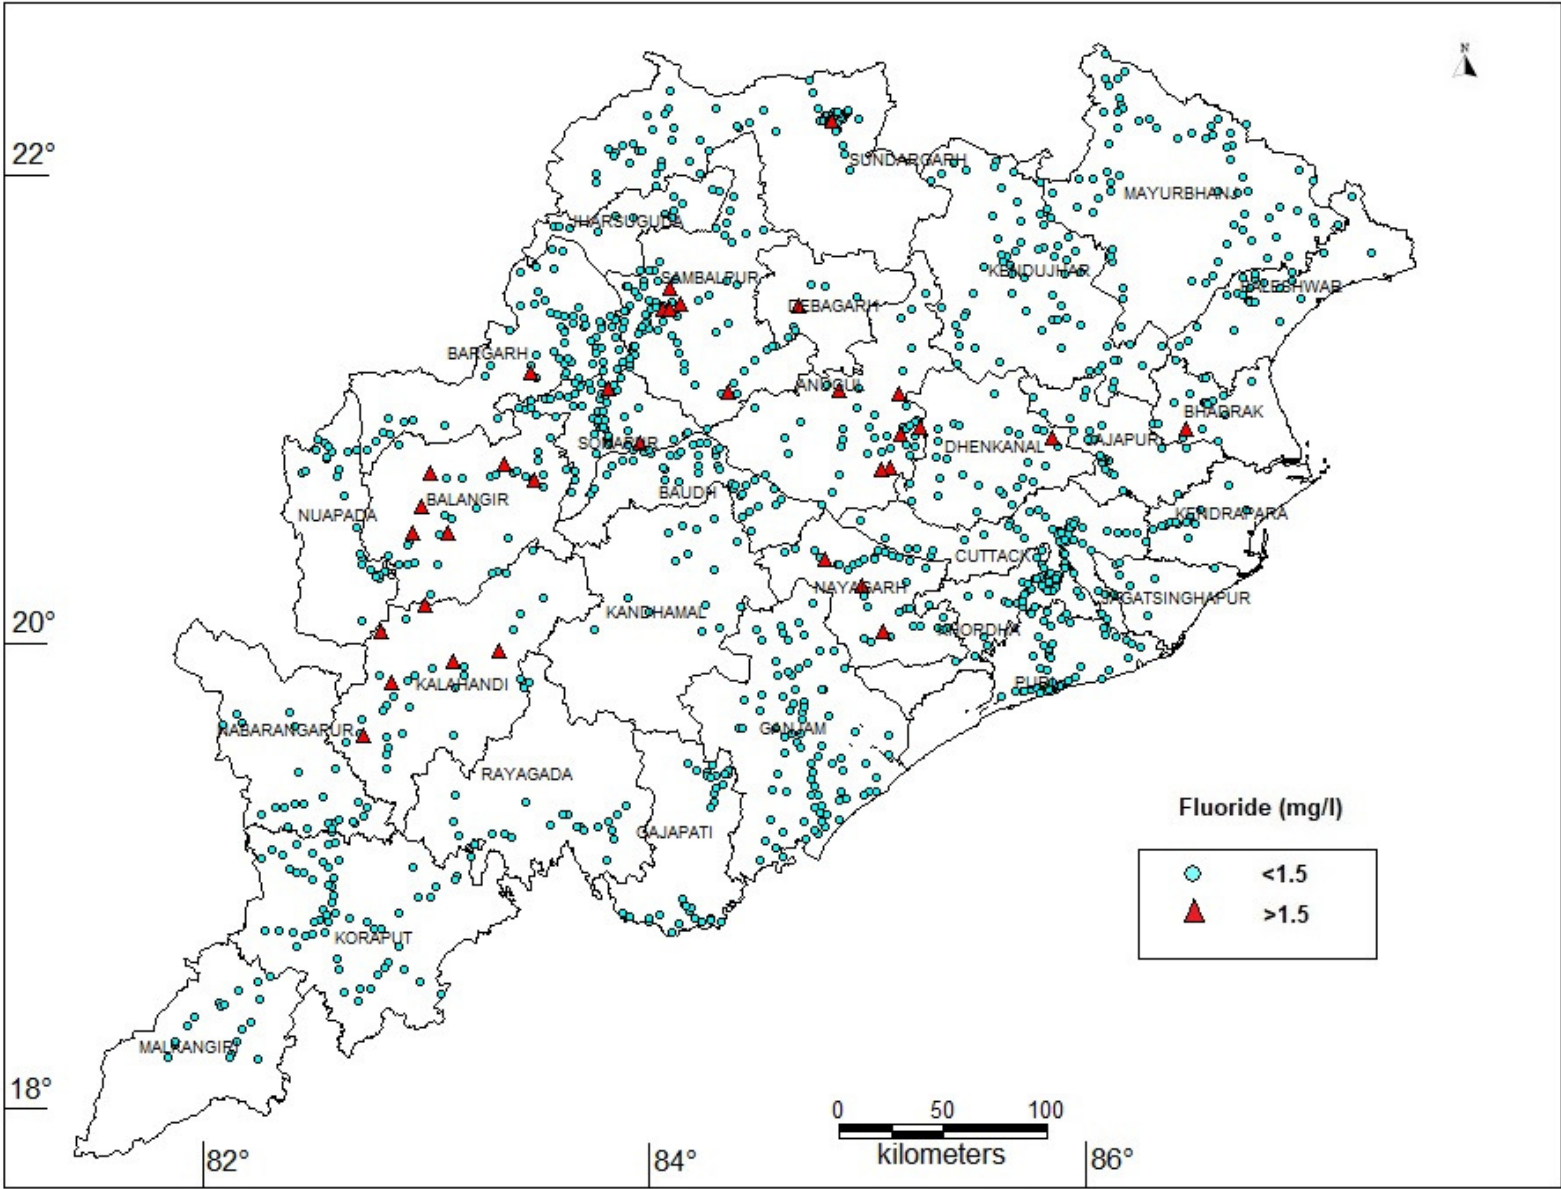 N
22°
SUNDARGARH
MAYURBHANJ
JHARSUGUDA
KENDUJHAR
SAMBALPUR
BALESHWAR
DEBAGARH
BARGARH
ANUGUL
BHADRAK
SONAPUR
DHENKANAL
JAJAPUR
BAUDH
BALANGIR
NUAPADA
KENDRAPARA
CUTTACK
NAYAGARH
JAGATSINGHAPUR
KANDHAMAL
20°
KHORDHA
PURI
KALAHANDI
NABARANGAPUR
GANJAM
RAYAGADA
Fluoride (mg/l)
GAJAPATI
<1.5
>1.5
KORAPUT
MALKANGIRI
18°
0 50 100
kilometers
82° 84° 86°